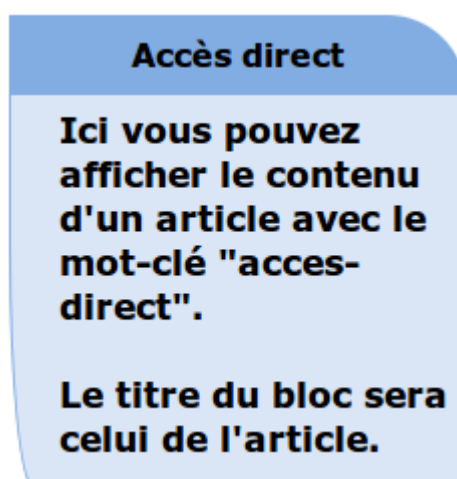 Accès direct
Ici vous pouvez
afficher le contenu
d'un article avec le
mot-clé "acces-
direct".
Le titre du bloc sera
celui de l'article.